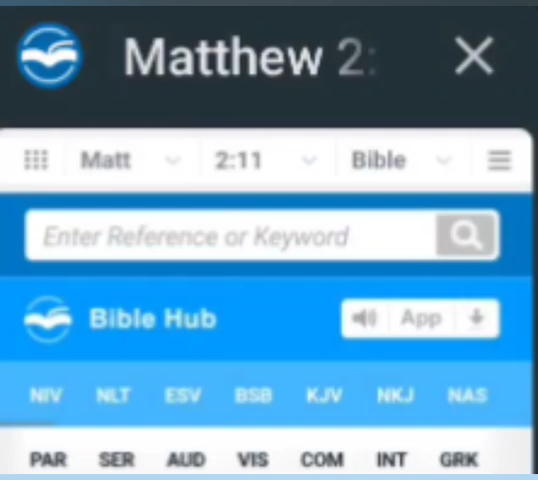 Matthew 2:
Matt 2:11 Bible
Enter Reference or Keyword
Bible Hub App
NIV NLT ESV BSB KJV NKJ NAS
PAR SER AUD VIS COM INT GRK